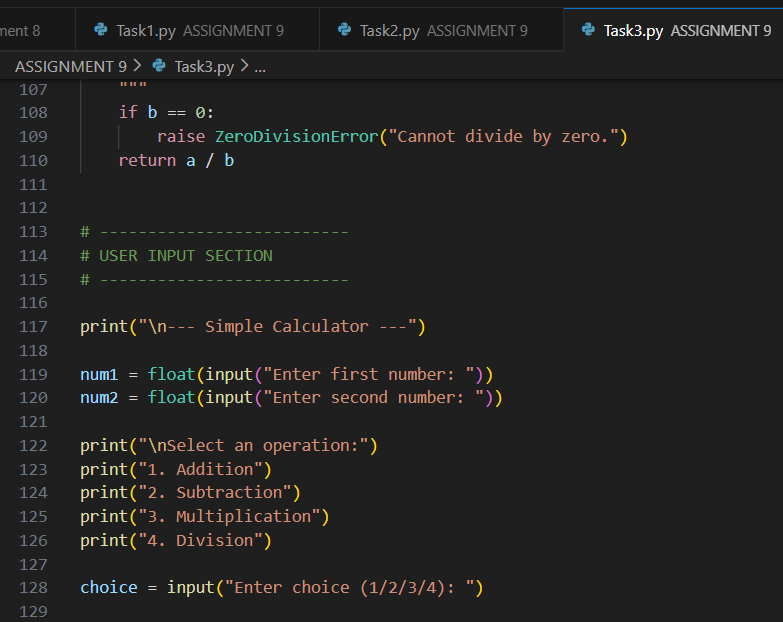 ment 8 Task1.py ASSIGNMENT 9 Task2.py ASSIGNMENT 9 Task3.py ASSIGNMENT 9
ASSIGNMENT 9 > Task3.py > ...
107 """
108 if b == 0:
109 raise ZeroDivisionError("Cannot divide by zero.")
110 return a / b
111
112
113 # --------------------------
114 # USER INPUT SECTION
115 # --------------------------
116
117 print("\n--- Simple Calculator ---")
118
119 num1 = float(input("Enter first number: "))
120 num2 = float(input("Enter second number: "))
121
122 print("\nSelect an operation:")
123 print("1. Addition")
124 print("2. Subtraction")
125 print("3. Multiplication")
126 print("4. Division")
127
128 choice = input("Enter choice (1/2/3/4): ")
129